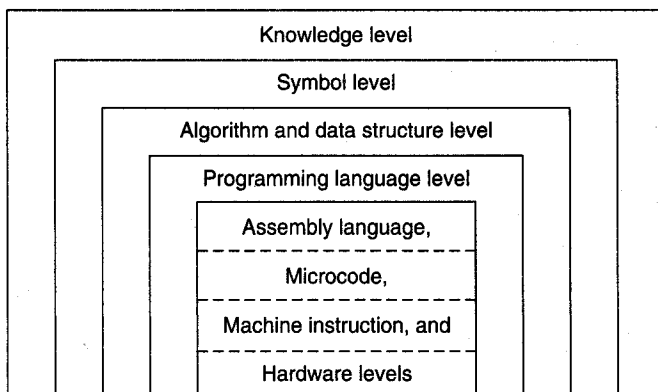 Knowledge level
Symbol level
Algorithm and data structure level
Programming language level
Assembly language,
Microcode,
Machine instruction, and
Hardware levels